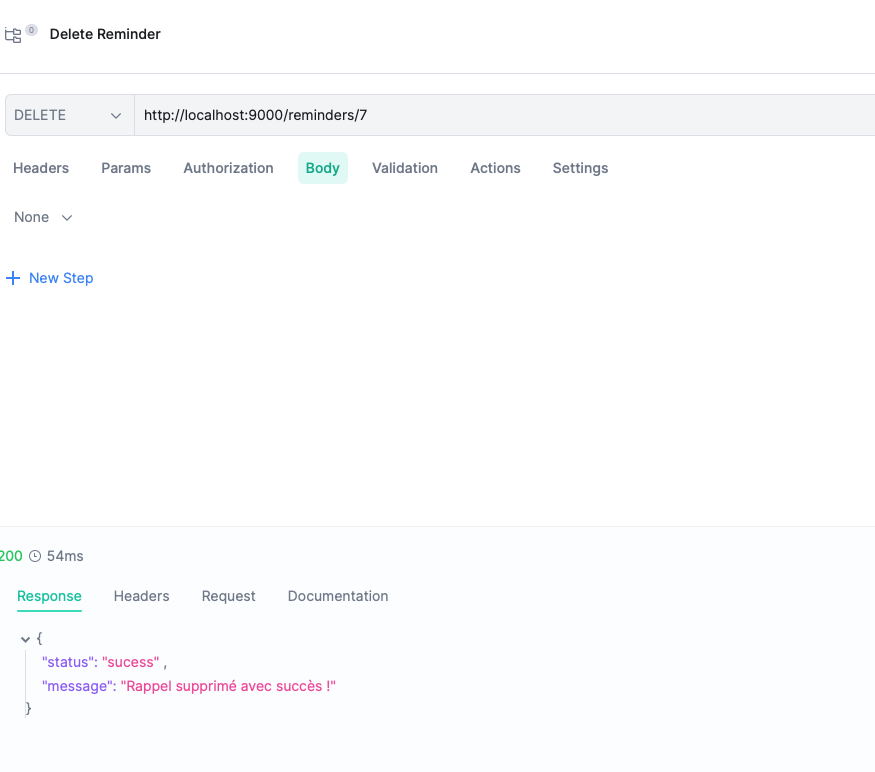 0 Delete Reminder
DELETE http://localhost:9000/reminders/7
Headers Params Authorization Body Validation Actions Settings
None
+ New Step
200 54ms
Response Headers Request Documentation
{
"status": "sucess" ,
"message": "Rappel supprimé avec succès !"
}